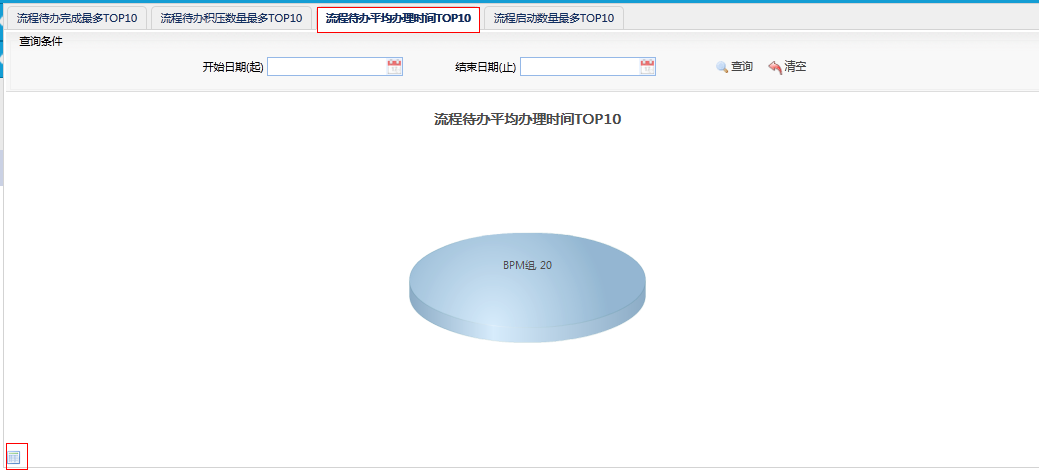 流程待办完成最多TOP10 流程待办积压数量最多TOP10 流程待办平均办理时间TOP10 流程启动数量最多TOP10
查询条件
开始日期(起) 结束日期(止) 查询 清空
流程待办平均办理时间TOP10
BPM组, 20